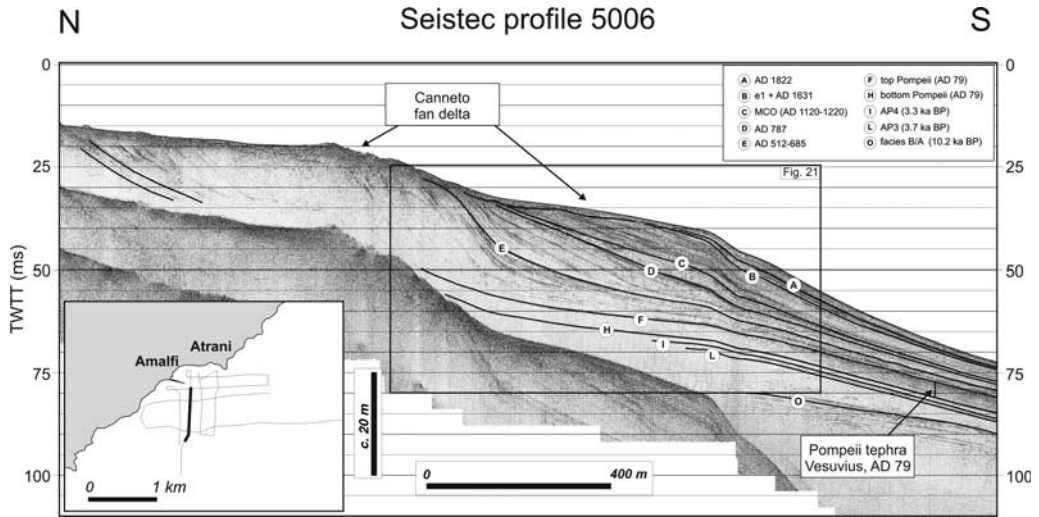 N
Seistec profile 5006
S
0
0
Canneto
fan delta
A AD 1822
B e1 + AD 1631
C MCO (AD 1120-1220)
D AD 787
E AD 512-685
F top Pompeii (AD 79)
H bottom Pompeii (AD 79)
I AP4 (3.3 ka BP)
L AP3 (3.7 ka BP)
O facies B/A (10.2 ka BP)
25
25
Fig. 21
TWTT (ms)
50
50
E
D
C
B
A
F
H
I
L
O
75
75
100
100
Atrani
Amalfi
0 1 km
c. 20 m
0 400 m
Pompeii tephra
Vesuvius, AD 79